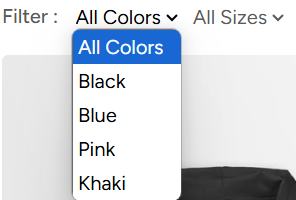 Filter : All Colors All Sizes
All Colors
Black
Blue
Pink
Khaki